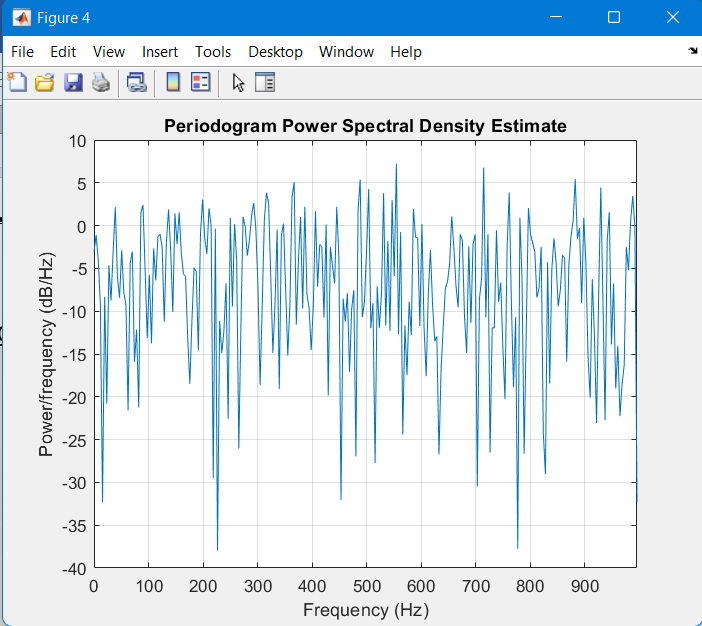 Figure 4
File Edit View Insert Tools Desktop Window Help
Periodogram Power Spectral Density Estimate
Power/frequency (dB/Hz)
10
5
0
-5
-10
-15
-20
-25
-30
-35
-40
0 100 200 300 400 500 600 700 800 900
Frequency (Hz)